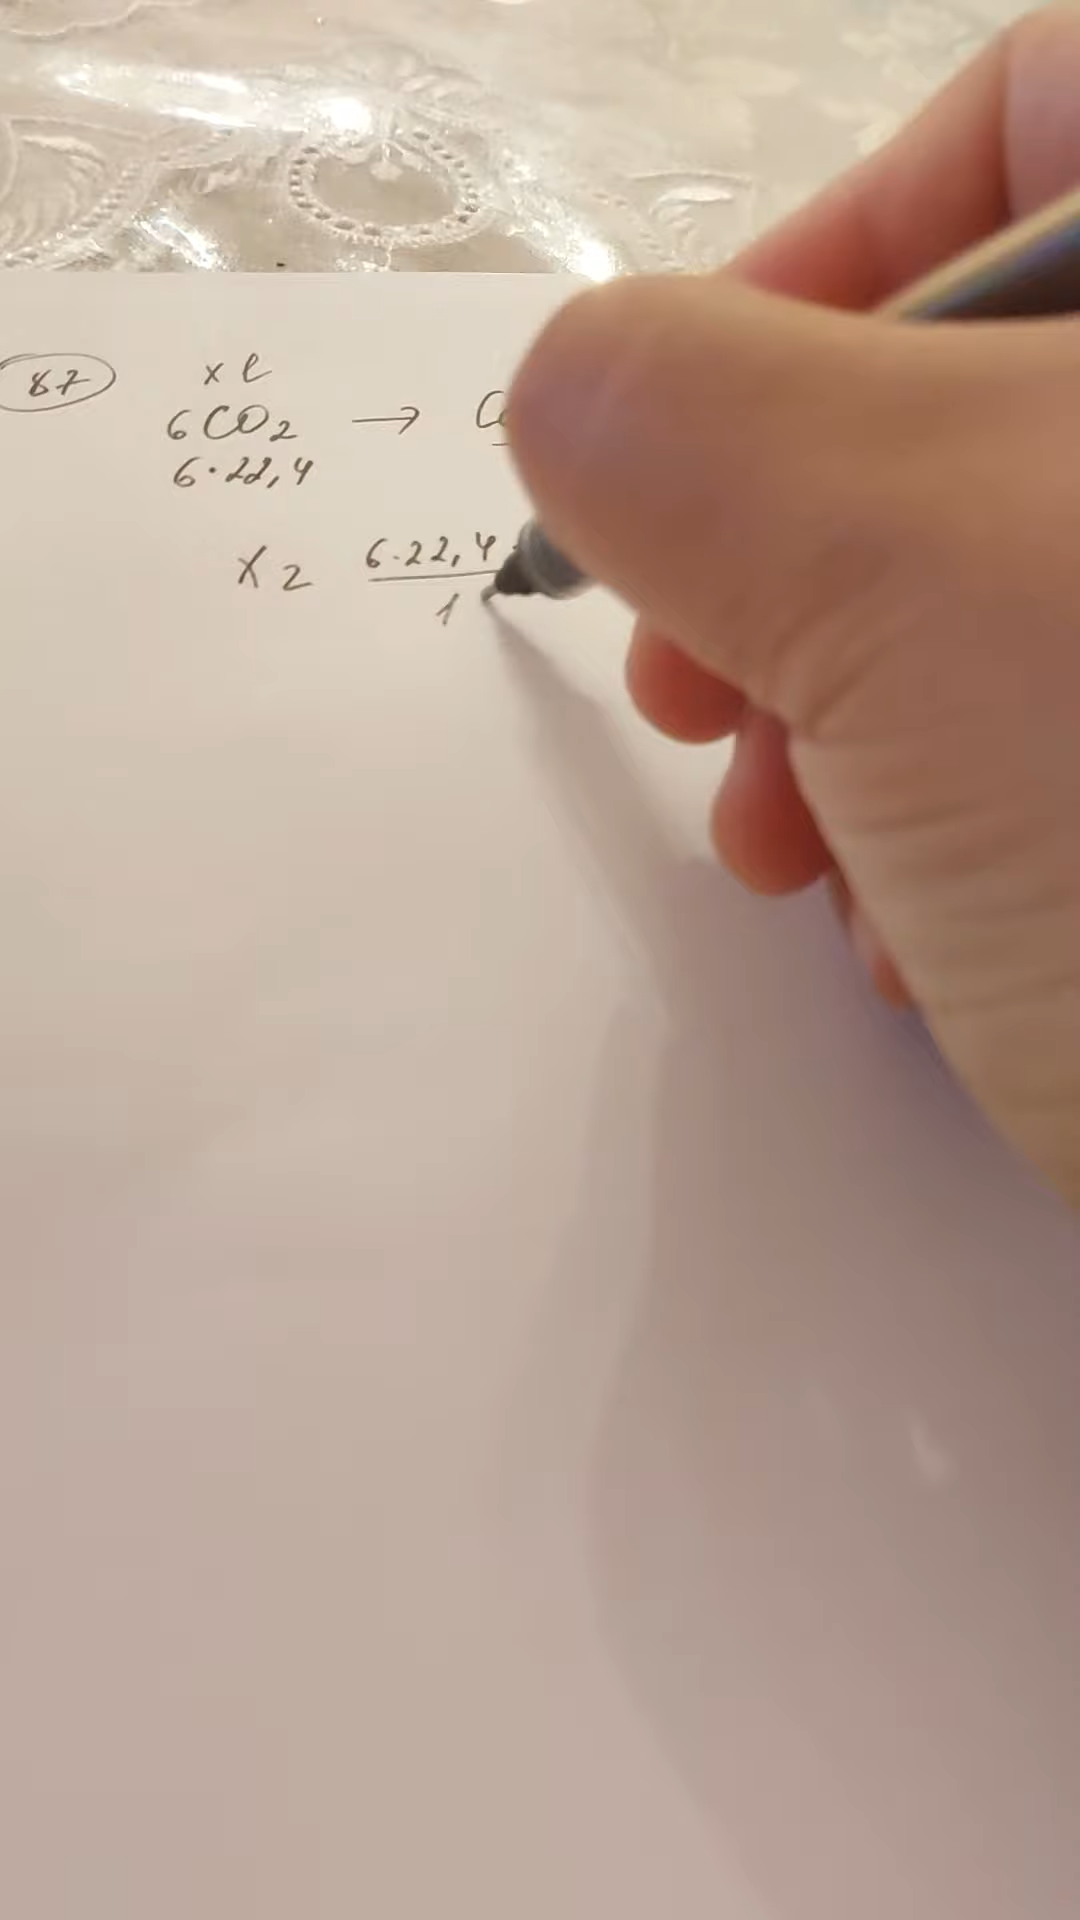 87 x l
6CO₂ → C
6·22,4
x = 6·22,4
1